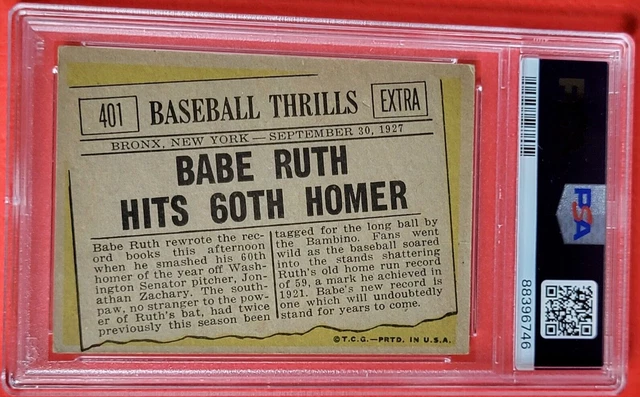 401 BASEBALL THRILLS EXTRA
BRONX, NEW YORK — SEPTEMBER 30, 1927
BABE RUTH
HITS 60TH HOMER
Babe Ruth rewrote the rec-
ord books this afternoon
when he smashed his 60th
homer of the year off Wash-
ington Senator pitcher, Jon-
athan Zachary. The south-
paw, no stranger to the pow-
er of Ruth's bat, had twice
previously this season been
tagged for the long ball by
the Bambino. Fans went
wild as the baseball soared
into the stands shattering
Ruth's old home run record
of 59, a mark he achieved in
1921. Babe's new record is
one which will undoubtedly
stand for years to come.
©T.C.G.—PRTD. IN U.S.A.
PSA
88396746